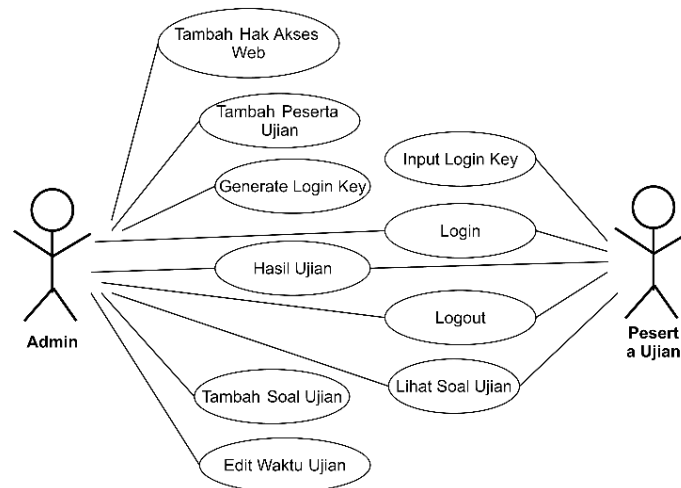 Tambah Hak Akses
Web
Tambah Peserta
Ujian
Input Login Key
Generate Login Key
Login
Hasil Ujian
Logout
Admin
Pesert
a Ujian
Lihat Soal Ujian
Tambah Soal Ujian
Edit Waktu Ujian